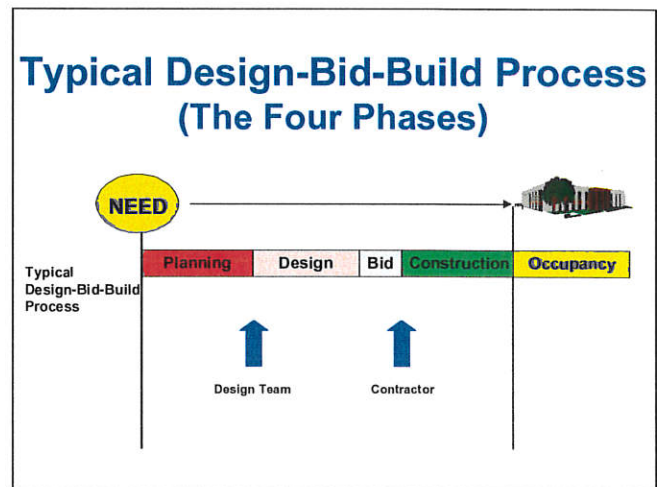 Typical Design-Bid-Build Process
(The Four Phases)
NEED
Typical
Design-Bid-Build
Process
Planning
Design
Bid
Construction
Occupancy
Design Team
Contractor